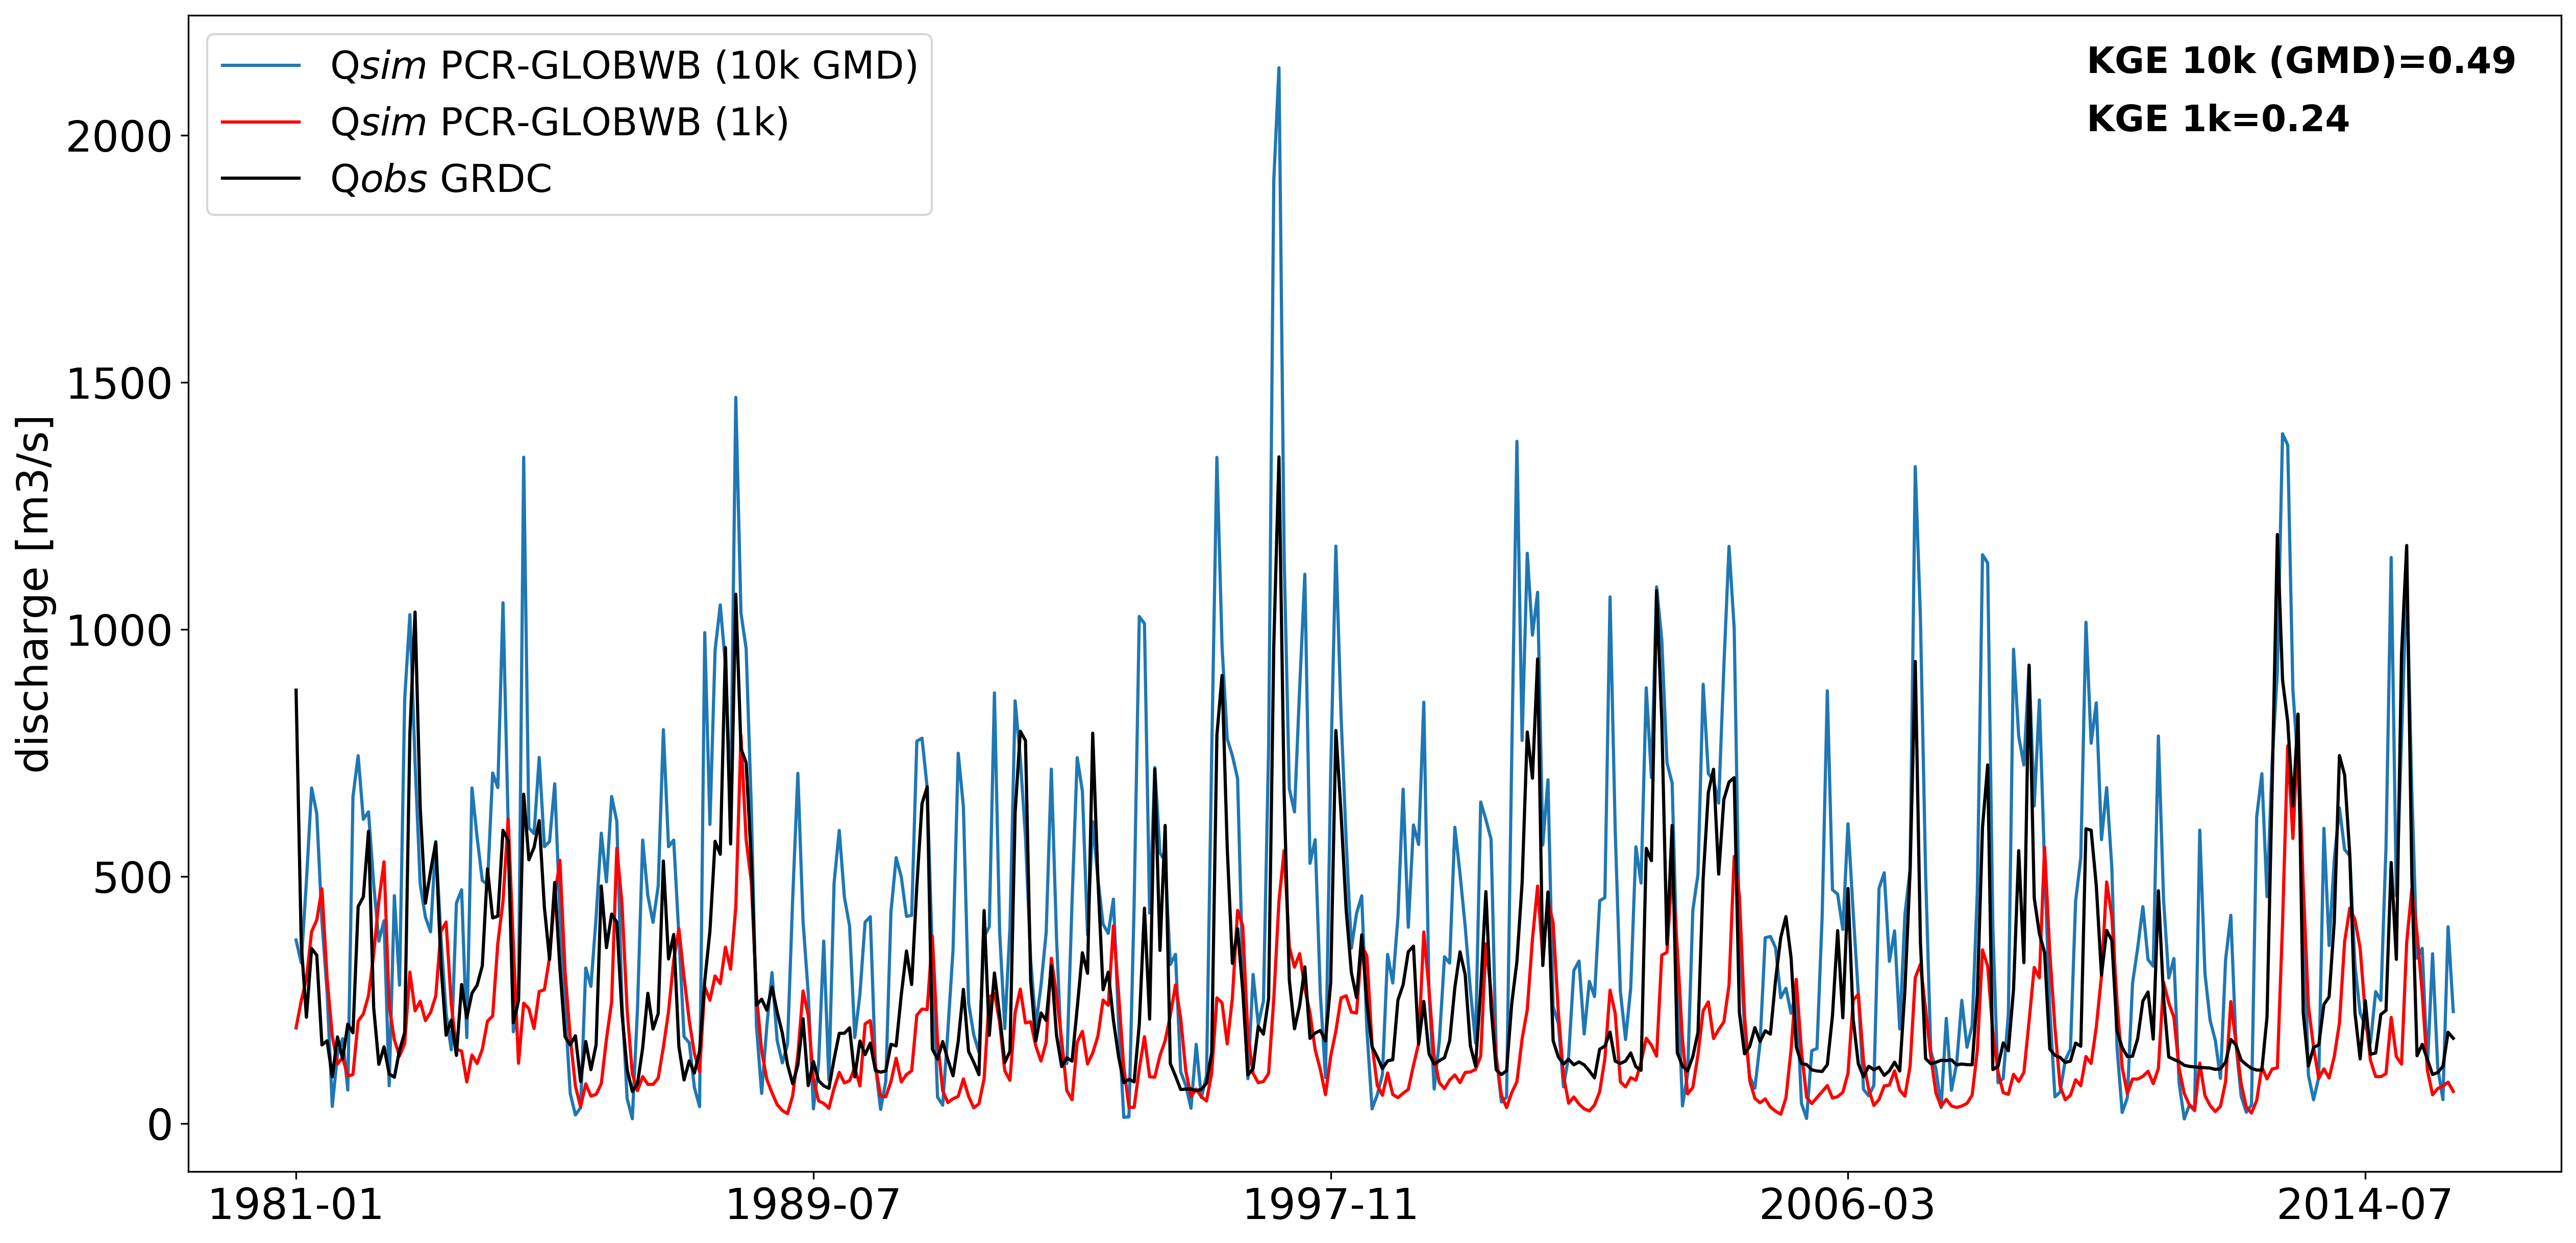 Qsim PCR-GLOBWB (10k GMD)
Qsim PCR-GLOBWB (1k)
Qobs GRDC
KGE 10k (GMD)=0.49
KGE 1k=0.24
discharge [m3/s]
2000
1500
1000
500
0
1981-01
1989-07
1997-11
2006-03
2014-07